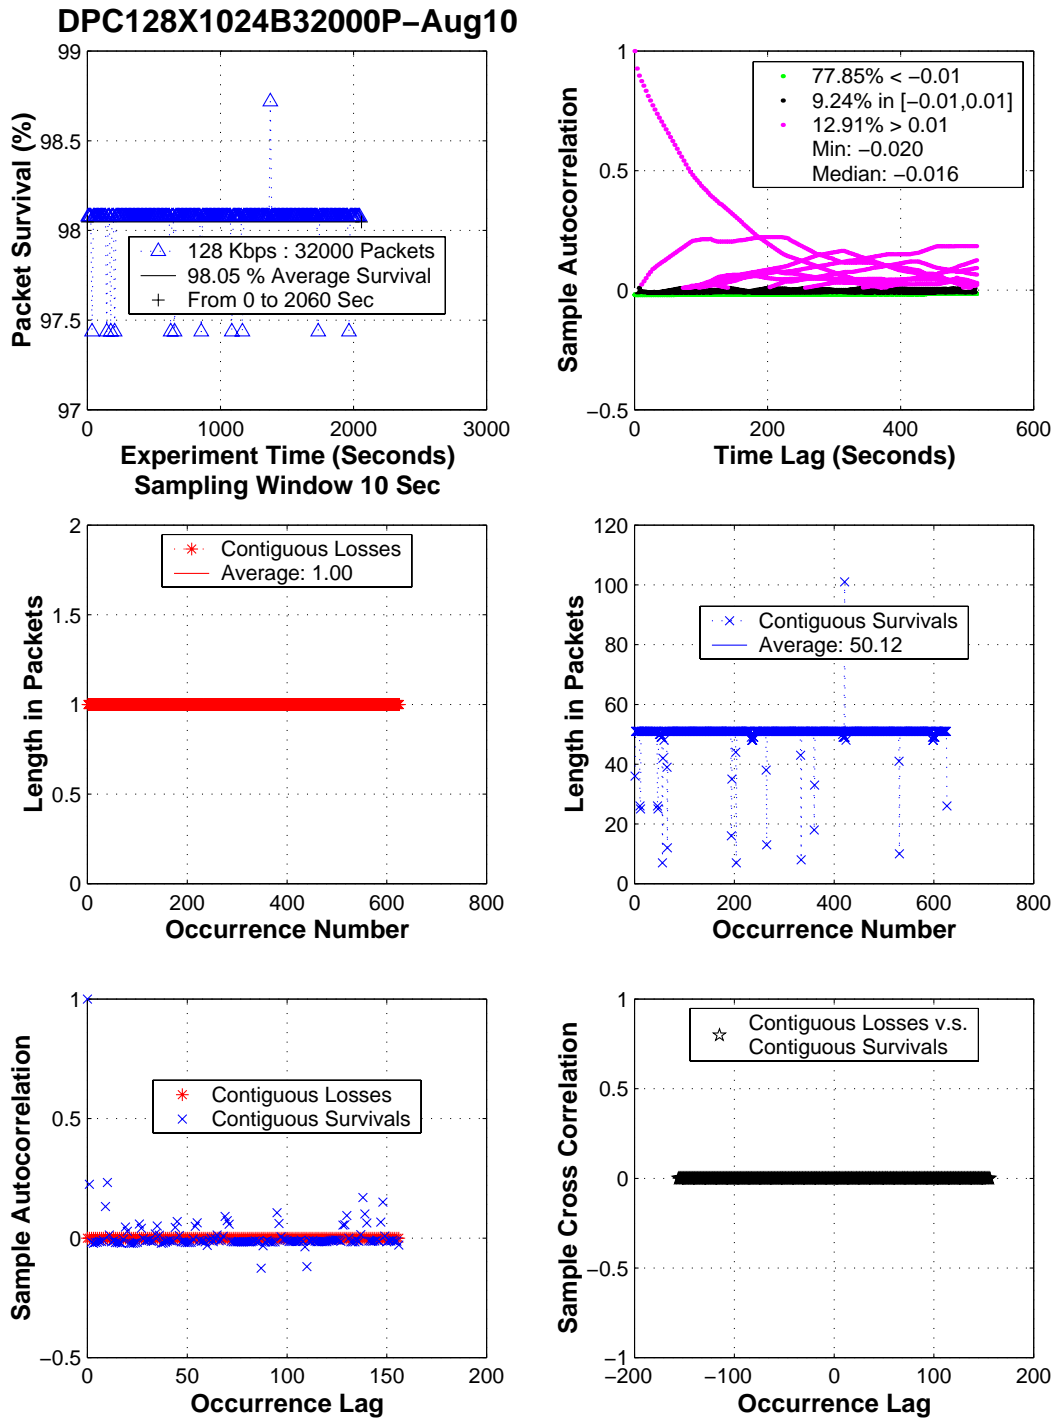 DPC128X1024B32000P−Aug10
99
98.5
98
97.5
97
Packet Survival (%)
128 Kbps : 32000 Packets
98.05 % Average Survival
From 0 to 2060 Sec
0
1000
2000
3000
Experiment Time (Seconds)
Sampling Window 10 Sec
1
0.5
0
−0.5
Sample Autocorrelation
77.85% < −0.01
9.24% in [−0.01,0.01]
12.91% > 0.01
Min: −0.020
Median: −0.016
0
200
400
600
Time Lag (Seconds)
2
1.5
1
0.5
0
Length in Packets
Contiguous Losses
Average: 1.00
0
200
400
600
800
Occurrence Number
120
100
80
60
40
20
0
Length in Packets
Contiguous Survivals
Average: 50.12
0
200
400
600
800
Occurrence Number
1
0.5
0
−0.5
Sample Autocorrelation
Contiguous Losses
Contiguous Survivals
0
50
100
150
200
Occurrence Lag
1
0.5
0
−0.5
−1
Sample Cross Correlation
Contiguous Losses v.s.
Contiguous Survivals
−200
−100
0
100
200
Occurrence Lag